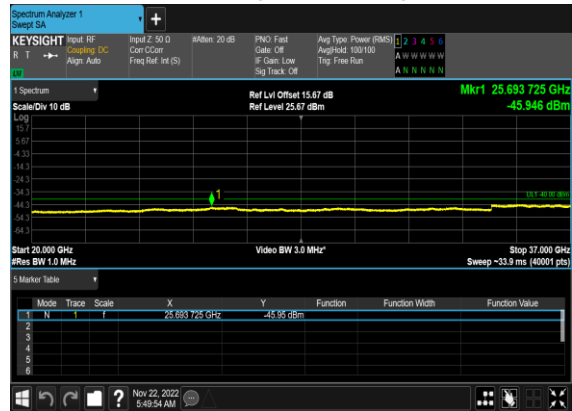 Spectrum Analyzer 1
Swept SA
KEYSIGHT Input: RF Input Z: 50 Ω #Atten: 20 dB PNO: Fast Avg Type: Power (RMS) 1 2 3 4 5 6
R T Coupling: DC Corr CCorr Gate: Off Avg|Hold: 100/100 A W W W W W
Align: Auto Freq Ref: Int (S) IF Gain: Low Trig: Free Run
Sig Track: Off A N N N N N
1 Spectrum Ref Lvl Offset 15.67 dB Mkr1 25.693 725 GHz
Scale/Div 10 dB Ref Level 25.67 dBm -45.946 dBm
Log
15.7
5.67
-4.33
-14.3
-24.3
-34.3 1
-44.3
-54.3
-64.3
Start 20.000 GHz Video BW 3.0 MHz* Stop 37.000 GHz
#Res BW 1.0 MHz Sweep ~33.9 ms (40001 pts)
5 Marker Table
Mode Trace Scale X Y Function Function Width Function Value
1 N 1 f 25.693 725 GHz -45.95 dBm
2
3
4
5
6
? Nov 22, 2022
5:49:54 AM